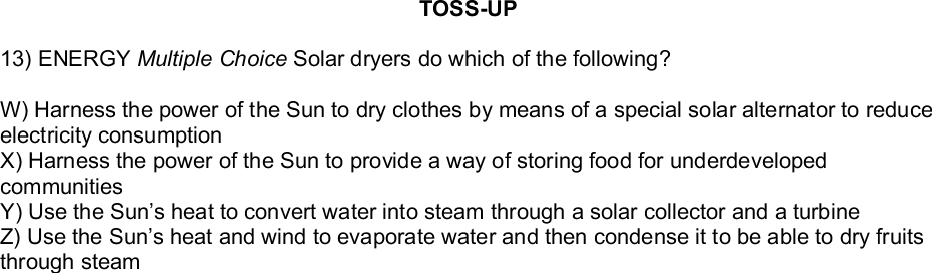 TOSS-UP
13) ENERGY Multiple Choice Solar dryers do which of the following?
W) Harness the power of the Sun to dry clothes by means of a special solar alternator to reduce
electricity consumption
X) Harness the power of the Sun to provide a way of storing food for underdeveloped
communities
Y) Use the Sun’s heat to convert water into steam through a solar collector and a turbine
Z) Use the Sun’s heat and wind to evaporate water and then condense it to be able to dry fruits
through steam